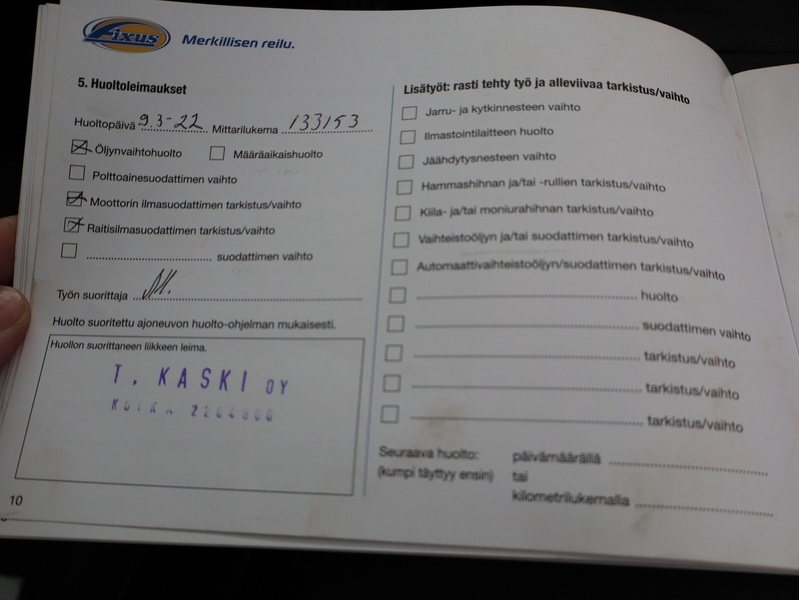 Fixus Merkillisen reilu.
5. Huoltoleimaukset
Huoltopäivä 9.3-22 Mittarilukema 133153
Öljynvaihtohuolto Määräaikaishuolto
Polttoainesuodattimen vaihto
Moottorin ilmasuodattimen tarkistus/vaihto
Raitisilmasuodattimen tarkistus/vaihto
suodattimen vaihto
Työn suorittaja
Huolto suoritettu ajoneuvon huolto-ohjelman mukaisesti.
Huollon suorittaneen liikkeen leima.
T. KASKI OY
10
Lisätyöt: rasti tehty työ ja alleviivaa tarkistus/vaihto
Jarru- ja kytkinnesteen vaihto
Ilmastointilaitteen huolto
Jäähdytysnesteen vaihto
Hammashihnan ja/tai -rullien tarkistus/vaihto
Kiila- ja/tai moniurahihnan tarkistus/vaihto
Vaihteistoöljyn ja/tai suodattimen tarkistus/vaihto
Automaattivaihteistoöljyn/suodattimen tarkistus/vaihto
huolto
suodattimen vaihto
tarkistus/vaihto
tarkistus/vaihto
tarkistus/vaihto
Seuraava huolto: päivämäärällä
(kumpi täyttyy ensin) tai
kilometrilukemalla